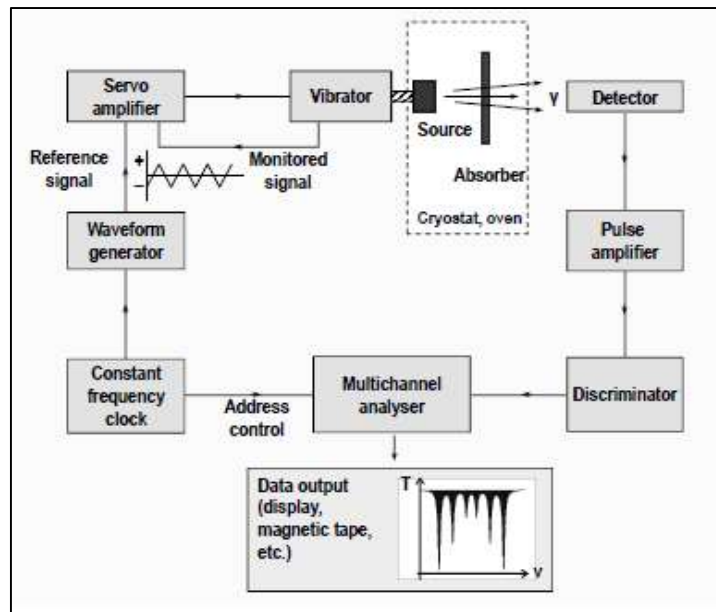 Servo
amplifier
Vibrator
γ
Detector
Source
Reference
signal
+
−
Monitored
signal
Absorber
Cryostat, oven
Waveform
generator
Pulse
amplifier
Constant
frequency
clock
Address
control
Multichannel
analyser
Discriminator
Data output
(display,
magnetic tape,
etc.)
T
v